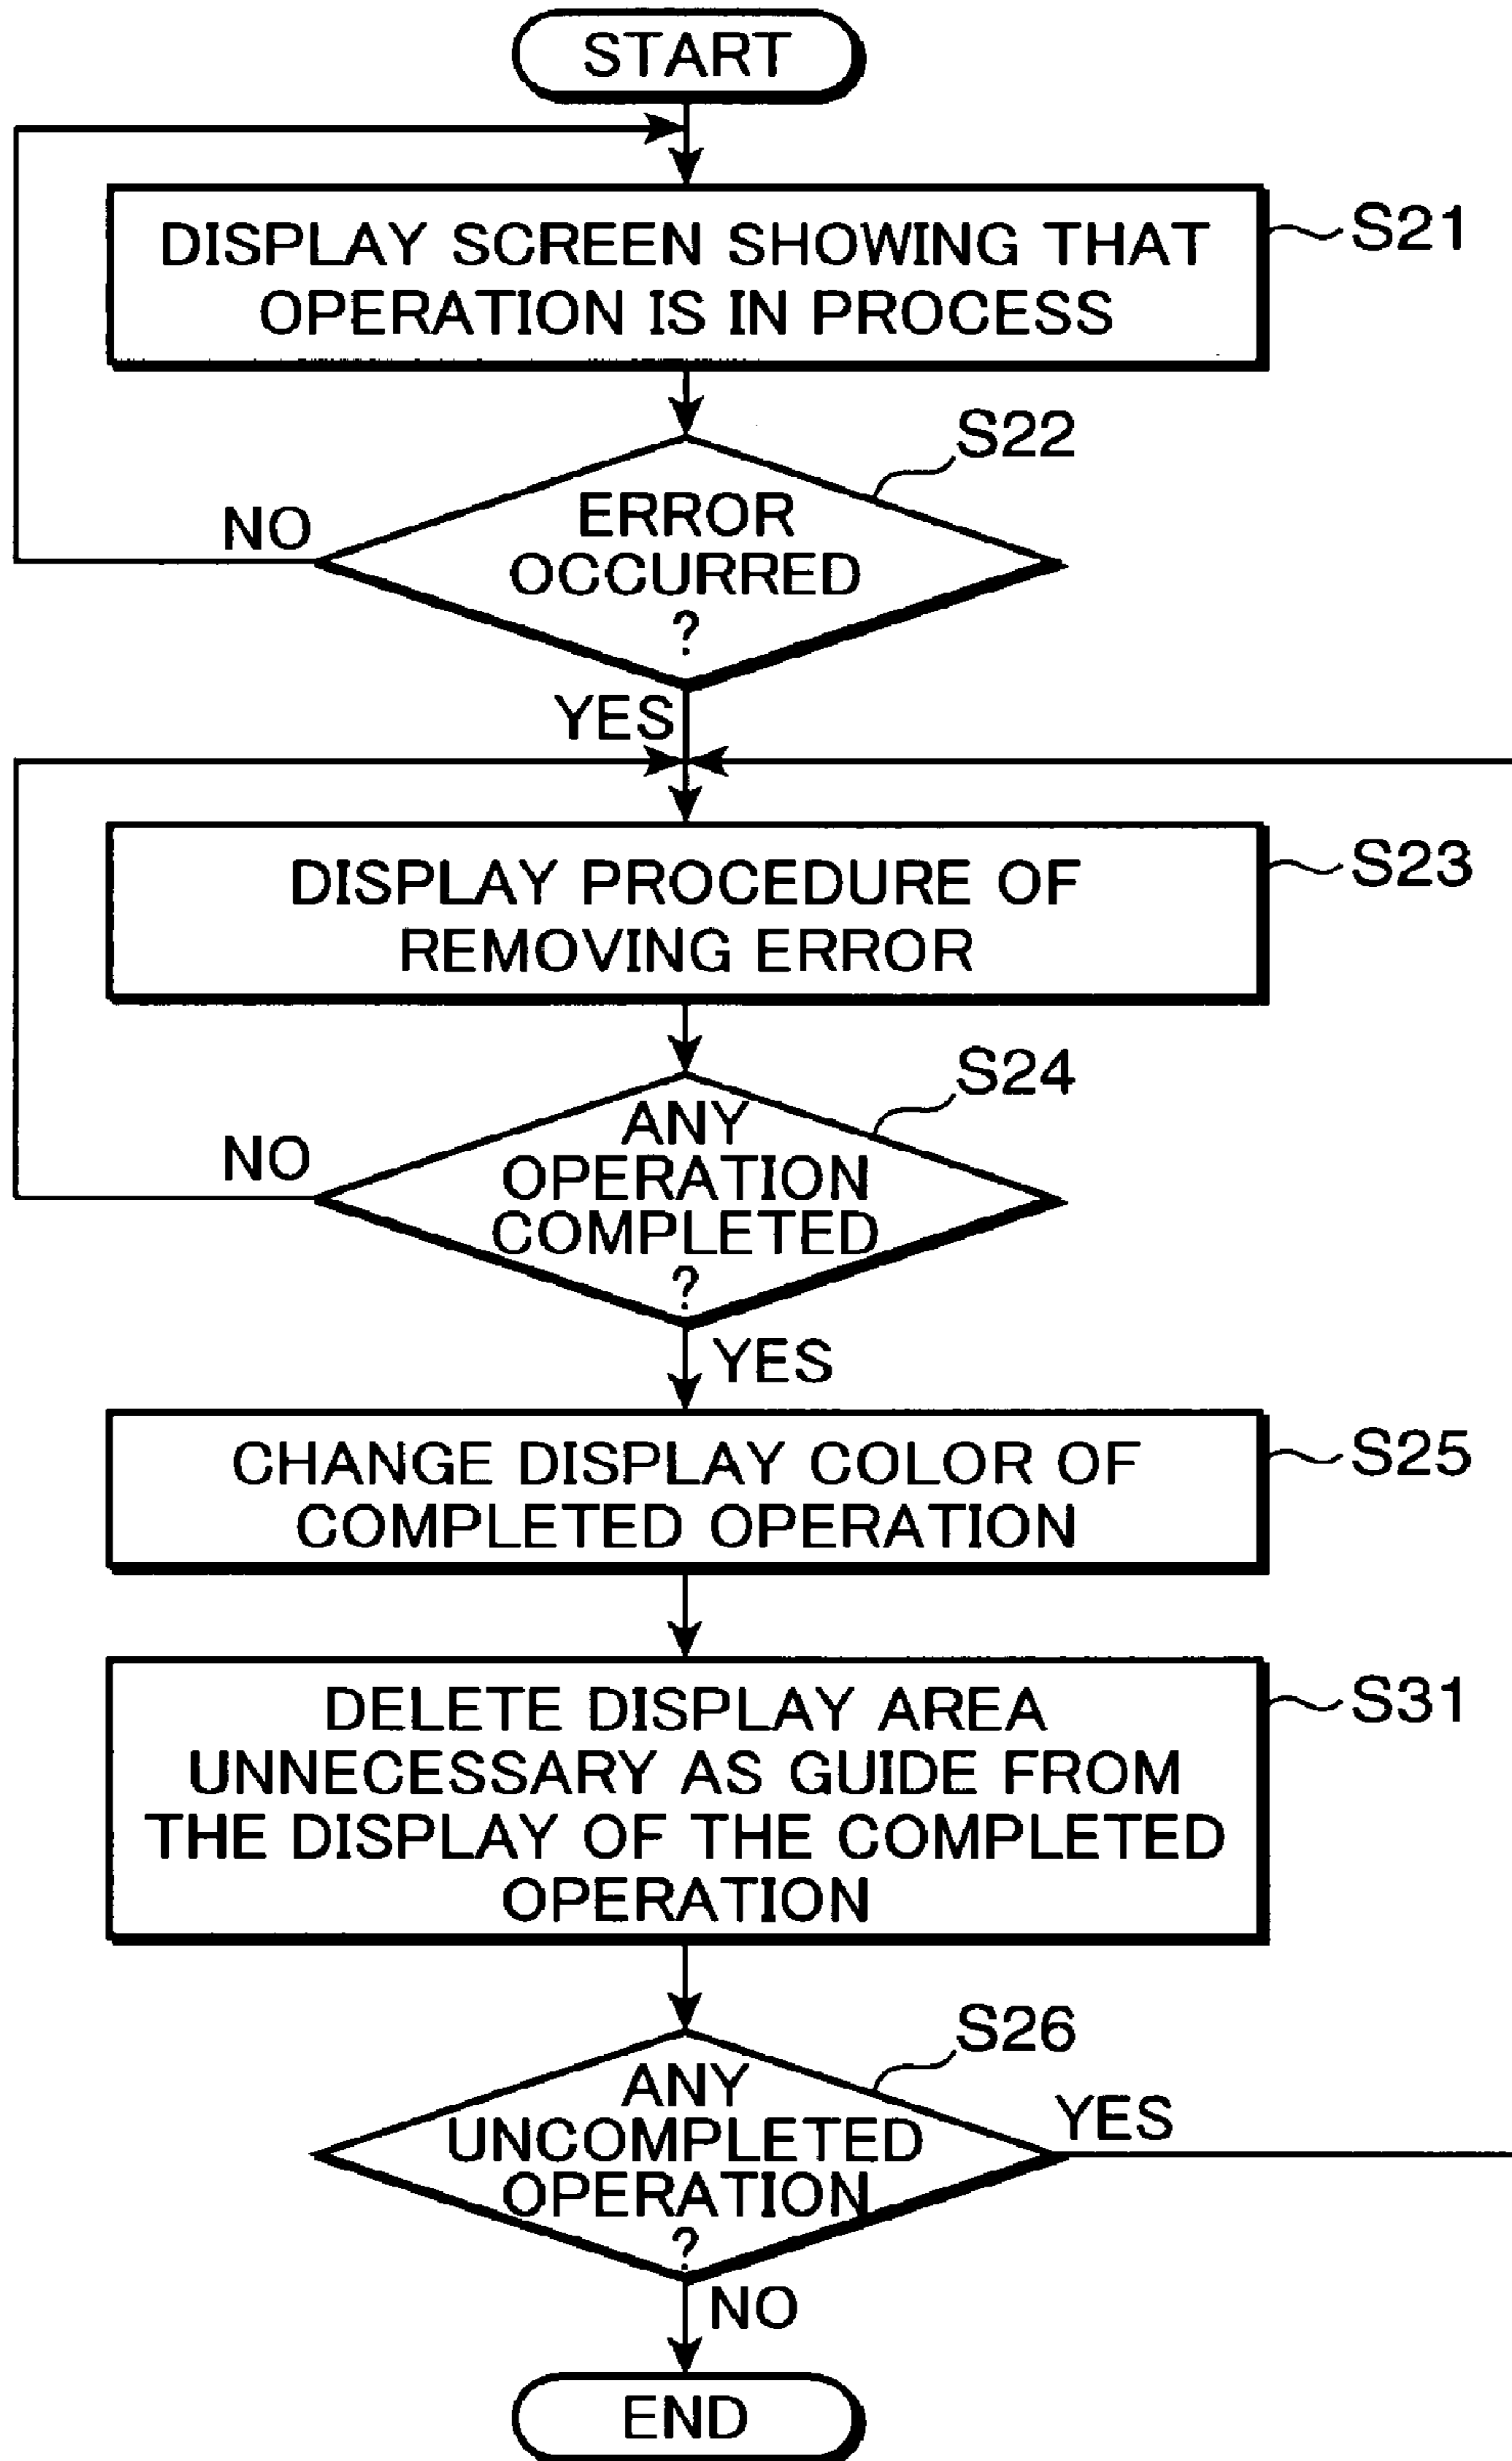 START
DISPLAY SCREEN SHOWING THAT
OPERATION IS IN PROCESS
S21
S22
ERROR
OCCURRED
?
NO
YES
DISPLAY PROCEDURE OF
REMOVING ERROR
S23
S24
ANY
OPERATION
COMPLETED
?
NO
YES
CHANGE DISPLAY COLOR OF
COMPLETED OPERATION
S25
DELETE DISPLAY AREA
UNNECESSARY AS GUIDE FROM
THE DISPLAY OF THE COMPLETED
OPERATION
S31
S26
ANY
UNCOMPLETED
OPERATION
?
YES
NO
END